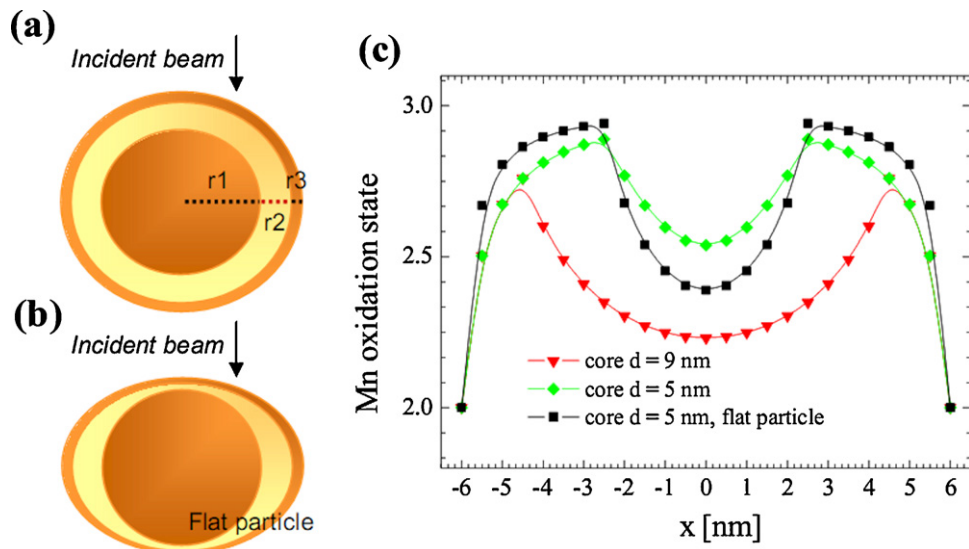 (a)
Incident beam
r1
r3
r2
(b)
Incident beam
Flat particle
(c)
Mn oxidation state
3.0
2.5
2.0
core d = 9 nm
core d = 5 nm
core d = 5 nm, flat particle
-6 -5 -4 -3 -2 -1 0 1 2 3 4 5 6
x [nm]